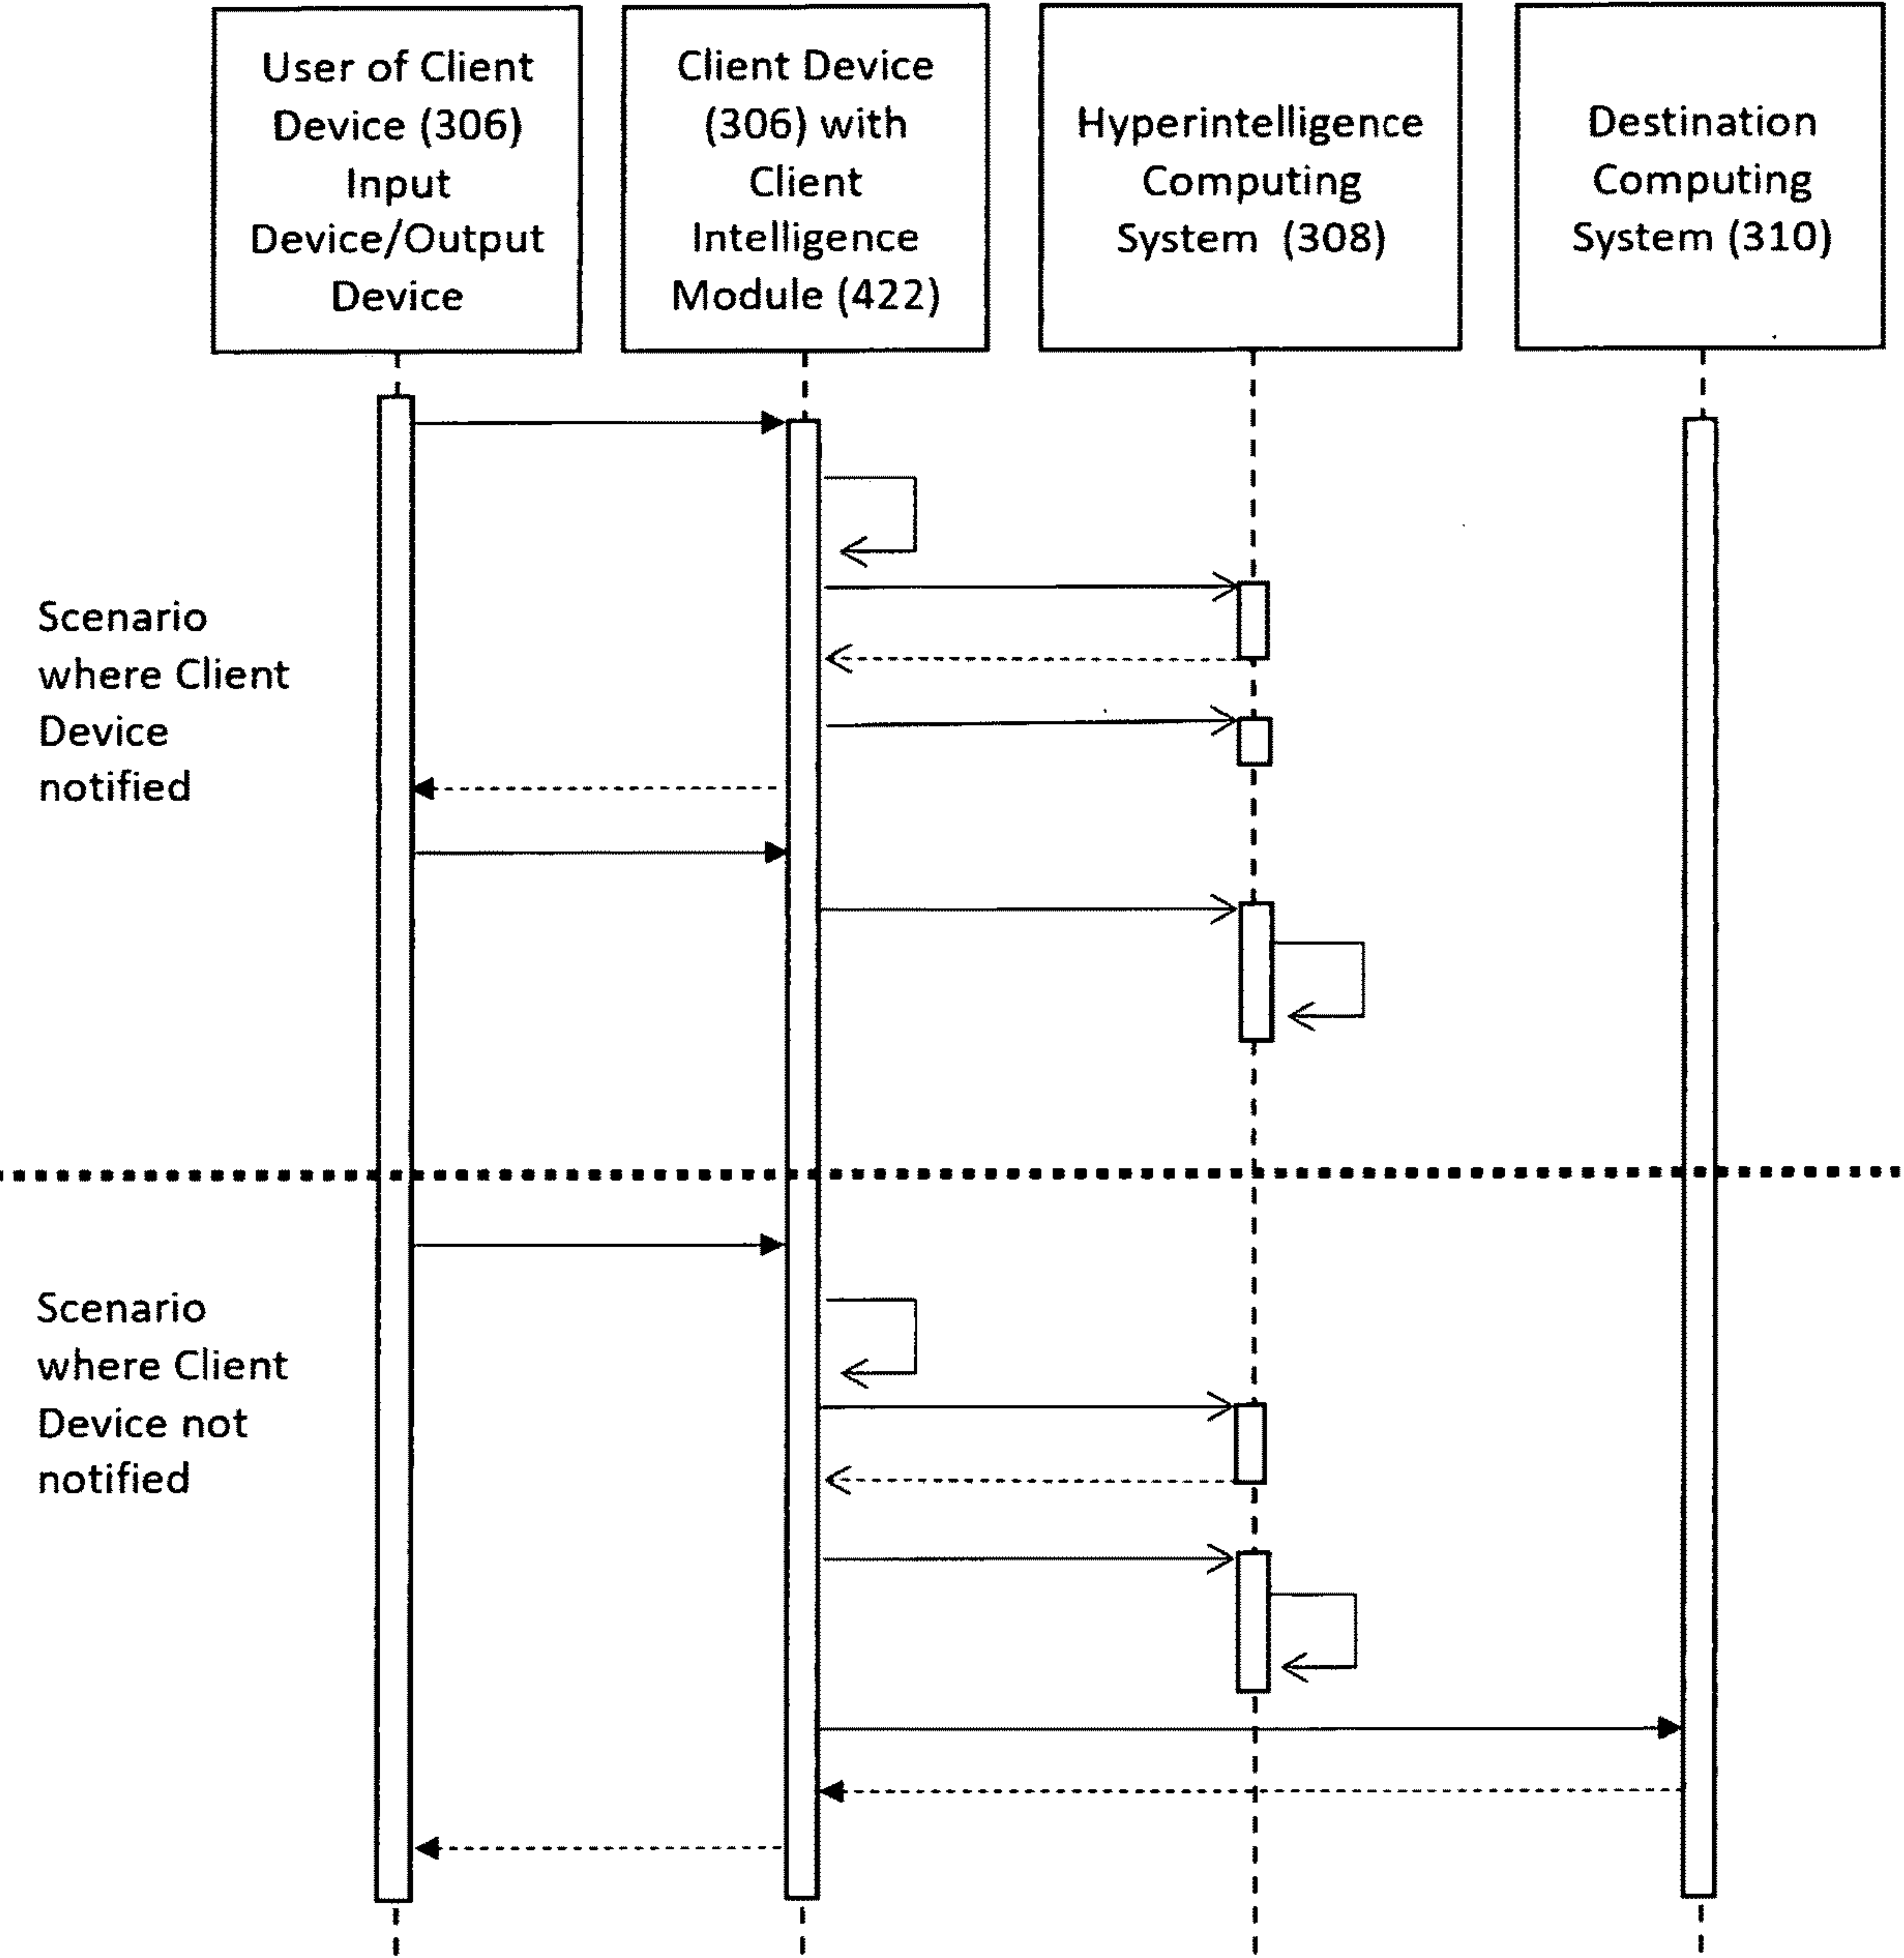 User of Client
Device (306)
Input
Device/Output
Device
Client Device
(306) with
Client
Intelligence
Module (422)
Hyperintelligence
Computing
System (308)
Destination
Computing
System (310)
Scenario
where Client
Device
notified
Scenario
where Client
Device not
notified